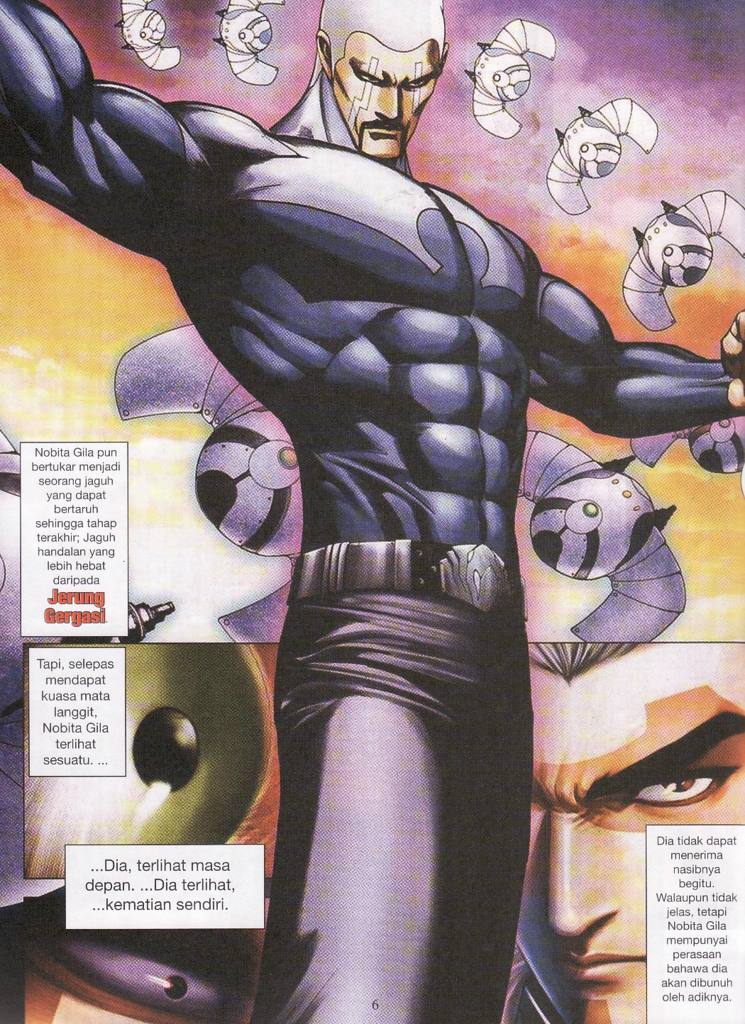 Nobita Gila pun
bertukar menjadi
seorang jaguh
yang dapat
bertaruh
sehingga tahap
terakhir; Jaguh
handalan yang
lebih hebat
daripada
Jerung
Gergasi
Tapi, selepas
mendapat
kuasa mata
langgit,
Nobita Gila
terlihat
sesuatu. ...
...Dia, terlihat masa
depan. ...Dia terlihat,
...kematian sendiri.
Dia tidak dapat
menerima
nasibnya
begitu.
Walaupun tidak
jelas, tetapi
Nobita Gila
mempunyai
perasaan
bahawa dia
akan dibunuh
oleh adiknya.
6